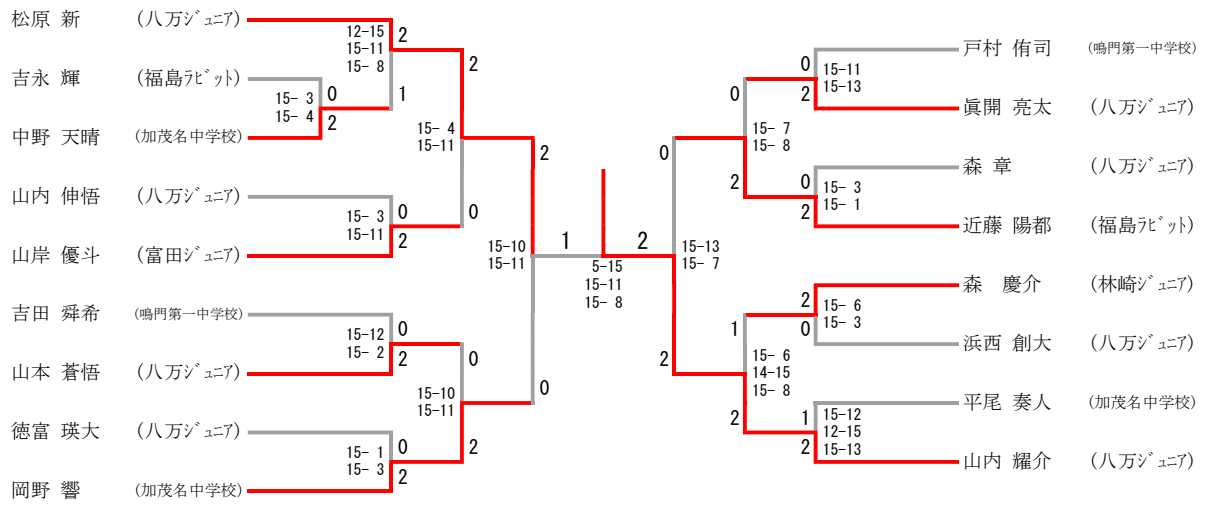 松原 新 (八万ｼﾞｭﾆｱ)
吉永 輝 (福島ﾗﾋﾞｯﾄ)
中野 天晴 (加茂名中学校)
山内 伸悟 (八万ｼﾞｭﾆｱ)
山岸 優斗 (富田ｼﾞｭﾆｱ)
吉田 舜希 (鳴門第一中学校)
山本 蒼悟 (八万ｼﾞｭﾆｱ)
徳富 瑛大 (八万ｼﾞｭﾆｱ)
岡野 響 (加茂名中学校)
12-15 2
15-11
15- 8
1
15- 3 0
15- 4 2
15- 3 0
15-11 2
15-12 0
15- 2 2
15- 1 0
15- 3 2
2
15- 4
15-11
0
0
15-10
15-11
2
2
15-10
15-11
0
1 2
5-15
15-11
15- 8
0
15-13
15- 7
2
0
15- 7
15- 8
2
1
15- 6
14-15
15- 8
2
0 15-11
2 15-13
0 15- 3
2 15- 1
2 15- 6
0 15- 3
1 15-12
12-15
2 15-13
戸村 侑司 (鳴門第一中学校)
眞開 亮太 (八万ｼﾞｭﾆｱ)
森 章 (八万ｼﾞｭﾆｱ)
近藤 陽都 (福島ﾗﾋﾞｯﾄ)
森　慶介 (林崎ｼﾞｭﾆｱ)
浜西 創大 (八万ｼﾞｭﾆｱ)
平尾 奏人 (加茂名中学校)
山内 耀介 (八万ｼﾞｭﾆｱ)